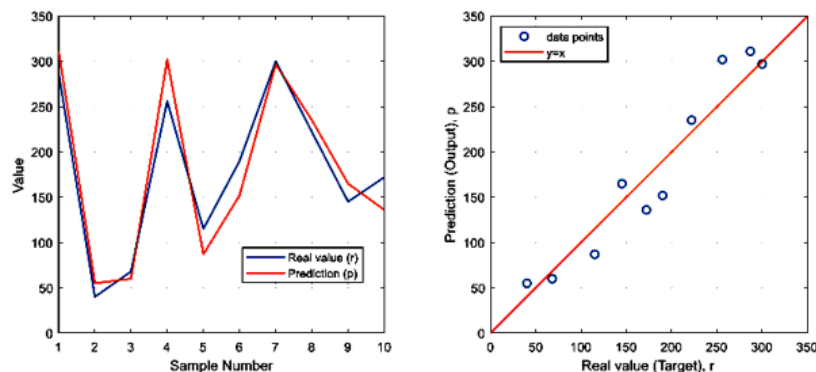 350
300
250
200
150
100
50
0
Value
1 2 3 4 5 6 7 8 9 10
Sample Number
Real value (r)
Prediction (p)
350
300
250
200
150
100
50
0
Prediction (Output), p
0 50 100 150 200 250 300 350
Real value (Target), r
data points
y=x